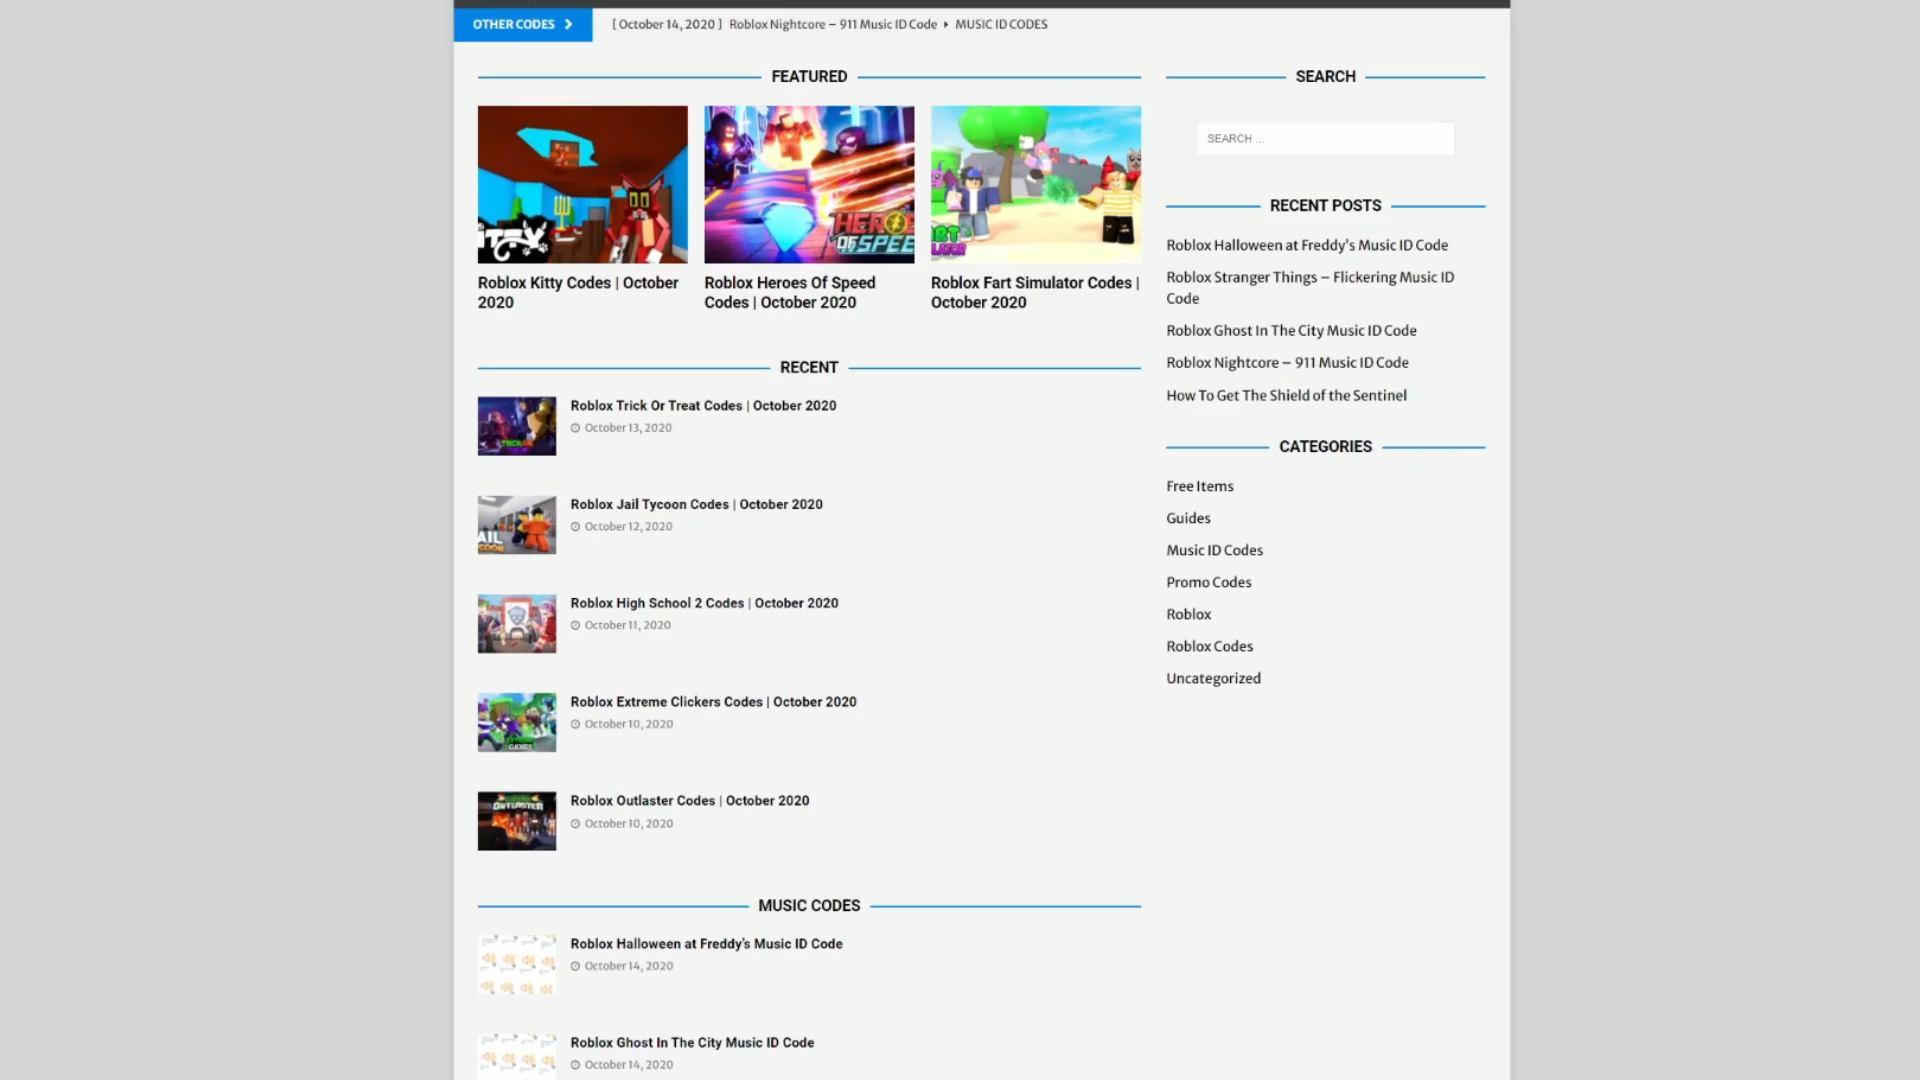 OTHER CODES
[ October 14, 2020 ] Roblox Nightcore – 911 Music ID Code MUSIC ID CODES
FEATURED
HEROES
OF SPEED
Roblox Kitty Codes | October
2020
Roblox Heroes Of Speed
Codes | October 2020
Roblox Fart Simulator Codes |
October 2020
RECENT
Roblox Trick Or Treat Codes | October 2020
October 13, 2020
Roblox Jail Tycoon Codes | October 2020
October 12, 2020
Roblox High School 2 Codes | October 2020
October 11, 2020
Roblox Extreme Clickers Codes | October 2020
October 10, 2020
OUTLASTER
Roblox Outlaster Codes | October 2020
October 10, 2020
MUSIC CODES
Roblox Halloween at Freddy's Music ID Code
October 14, 2020
Roblox Ghost In The City Music ID Code
October 14, 2020
SEARCH
SEARCH ...
RECENT POSTS
Roblox Halloween at Freddy's Music ID Code
Roblox Stranger Things – Flickering Music ID
Code
Roblox Ghost In The City Music ID Code
Roblox Nightcore – 911 Music ID Code
How To Get The Shield of the Sentinel
CATEGORIES
Free Items
Guides
Music ID Codes
Promo Codes
Roblox
Roblox Codes
Uncategorized